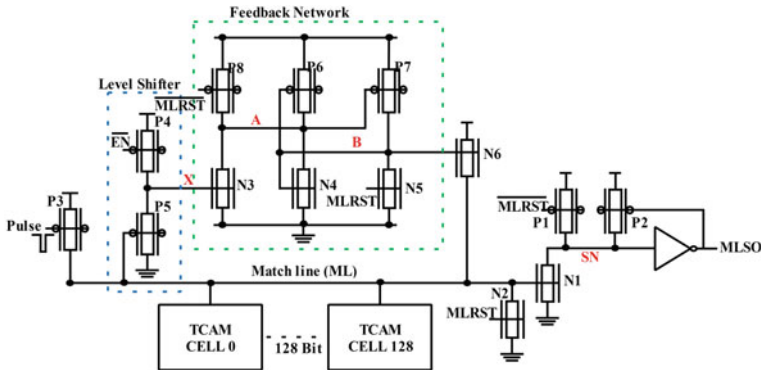 Feedback Network
P8
P6
P7
Level Shifter
MLRST
P4
A
EN
B
X
N3
N4
N5
MLRST
N6
P3
Pulse
P5
MLRST
P1
P2
SN
MLSO
Match line (ML)
N1
N2
MLRST
TCAM
CELL 0
128 Bit
TCAM
CELL 128